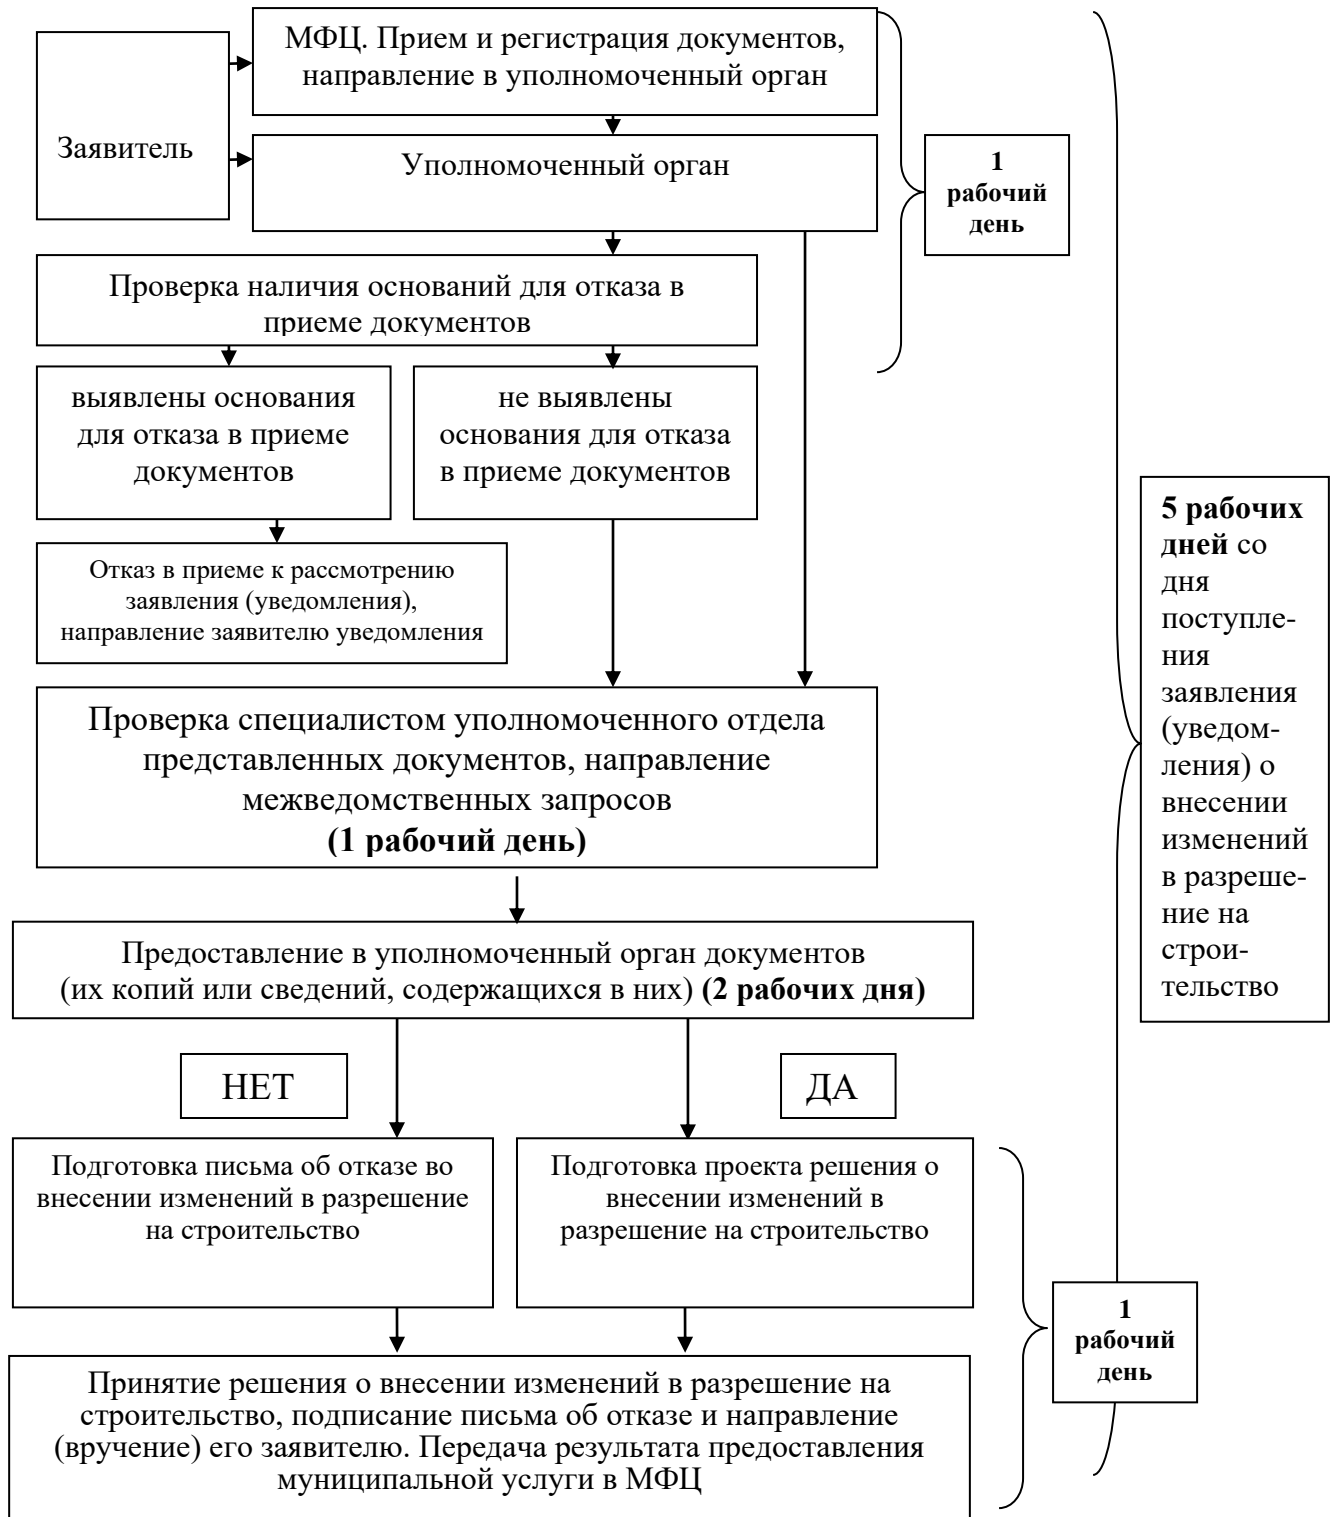 МФЦ. Прием и регистрация документов,
направление в уполномоченный орган
Заявитель
Уполномоченный орган
1
рабочий
день
Проверка наличия оснований для отказа в
приеме документов
выявлены основания
для отказа в приеме
документов
не выявлены
основания для отказа
в приеме документов
Отказ в приеме к рассмотрению
заявления (уведомления),
направление заявителю уведомления
5 рабочих
дней со
дня
поступле-
ния
заявления
(уведом-
ления) о
внесении
изменений
в разреше-
ние на
строи-
тельство
Проверка специалистом уполномоченного отдела
представленных документов, направление
межведомственных запросов
(1 рабочий день)
Предоставление в уполномоченный орган документов
(их копий или сведений, содержащихся в них) (2 рабочих дня)
НЕТ
ДА
Подготовка письма об отказе во
внесении изменений в разрешение
на строительство
Подготовка проекта решения о
внесении изменений в
разрешение на строительство
1
рабочий
день
Принятие решения о внесении изменений в разрешение на
строительство, подписание письма об отказе и направление
(вручение) его заявителю. Передача результата предоставления
муниципальной услуги в МФЦ